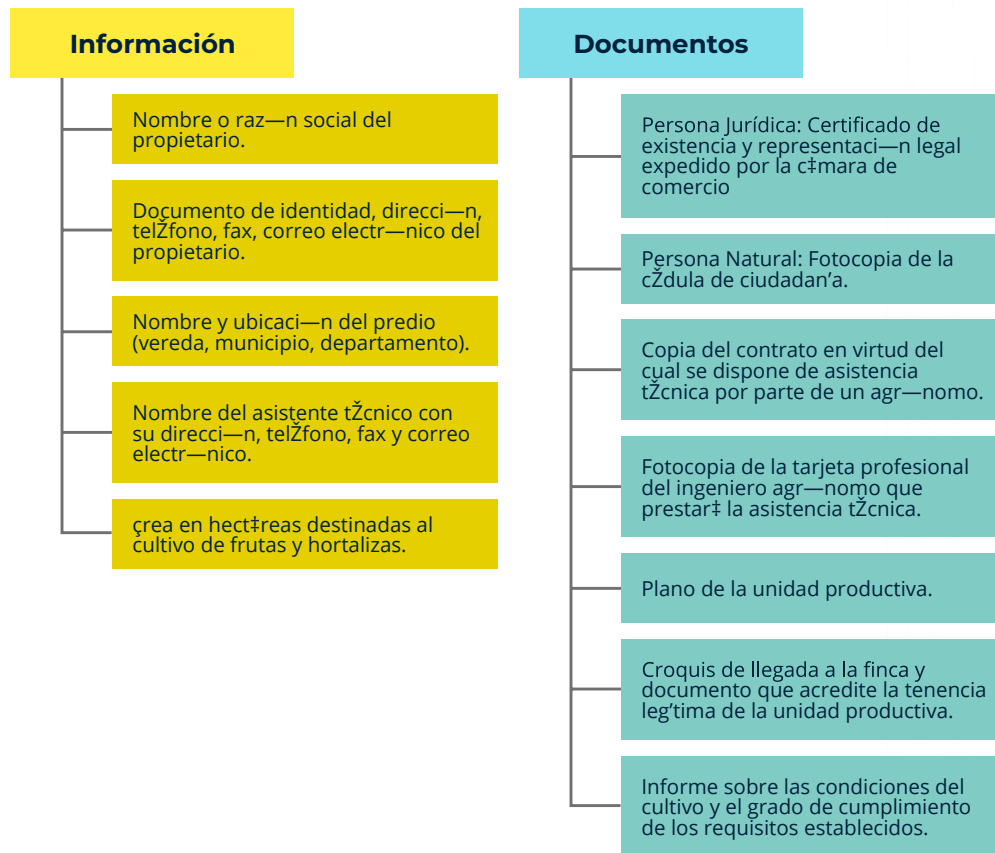 Información
Nombre o raz—n social del
propietario.
Documento de identidad, direcci—n,
telŽfono, fax, correo electr—nico del
propietario.
Nombre y ubicaci—n del predio
(vereda, municipio, departamento).
Nombre del asistente tŽcnico con
su direcci—n, telŽfono, fax y correo
electr—nico.
çrea en hect‡reas destinadas al
cultivo de frutas y hortalizas.
Documentos
Persona Jurídica: Certificado de
existencia y representaci—n legal
expedido por la c‡mara de
comercio
Persona Natural: Fotocopia de la
cŽdula de ciudadan’a.
Copia del contrato en virtud del
cual se dispone de asistencia
tŽcnica por parte de un agr—nomo.
Fotocopia de la tarjeta profesional
del ingeniero agr—nomo que
prestar‡ la asistencia tŽcnica.
Plano de la unidad productiva.
Croquis de llegada a la finca y
documento que acredite la tenencia
leg’tima de la unidad productiva.
Informe sobre las condiciones del
cultivo y el grado de cumplimiento
de los requisitos establecidos.